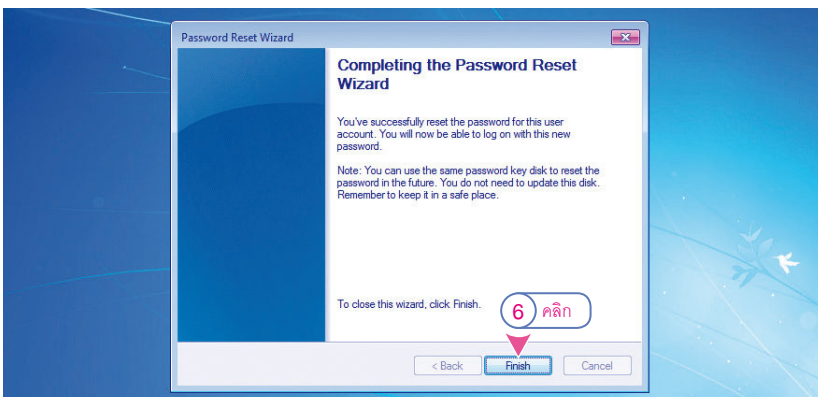 Password Reset Wizard
Completing the Password Reset
Wizard
You've successfully reset the password for this user
account. You will now be able to log on with this new
password.
Note: You can use the same password key disk to reset the
password in the future. You do not need to update this disk.
Remember to keep it in a safe place.
To close this wizard, click Finish.
6 คลิก
< Back Finish Cancel